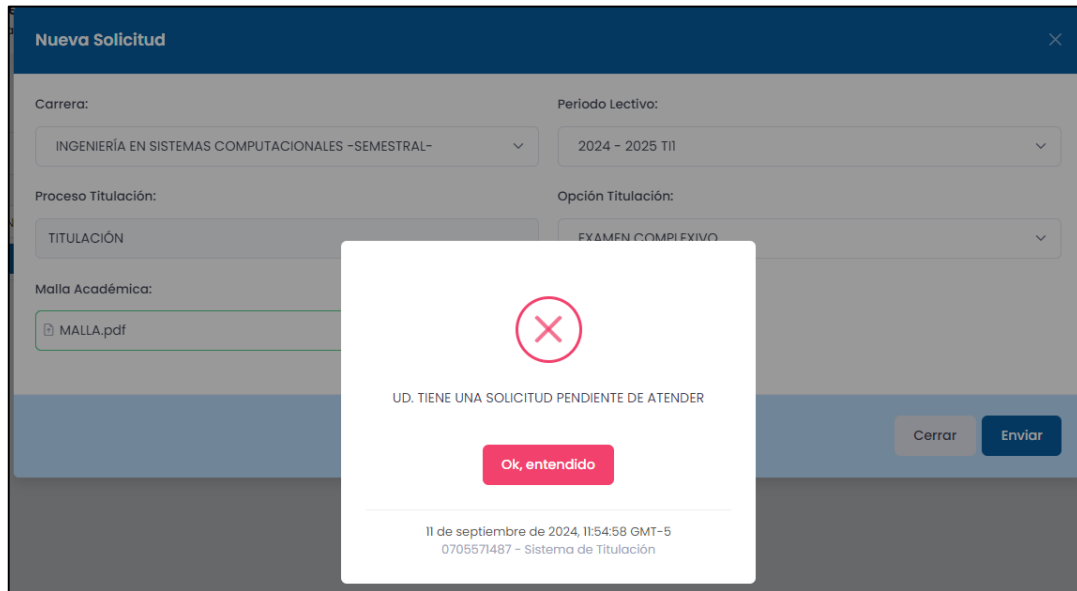 Nueva Solicitud
Carrera:
Periodo Lectivo:
INGENIERÍA EN SISTEMAS COMPUTACIONALES -SEMESTRAL-
2024 - 2025 TI1
Proceso Titulación:
Opción Titulación:
TITULACIÓN
EXAMEN COMPLEXIVO
Malla Académica:
MALLA.pdf
UD. TIENE UNA SOLICITUD PENDIENTE DE ATENDER
Cerrar
Enviar
Ok, entendido
11 de septiembre de 2024, 11:54:58 GMT-5
0705571487 - Sistema de Titulación